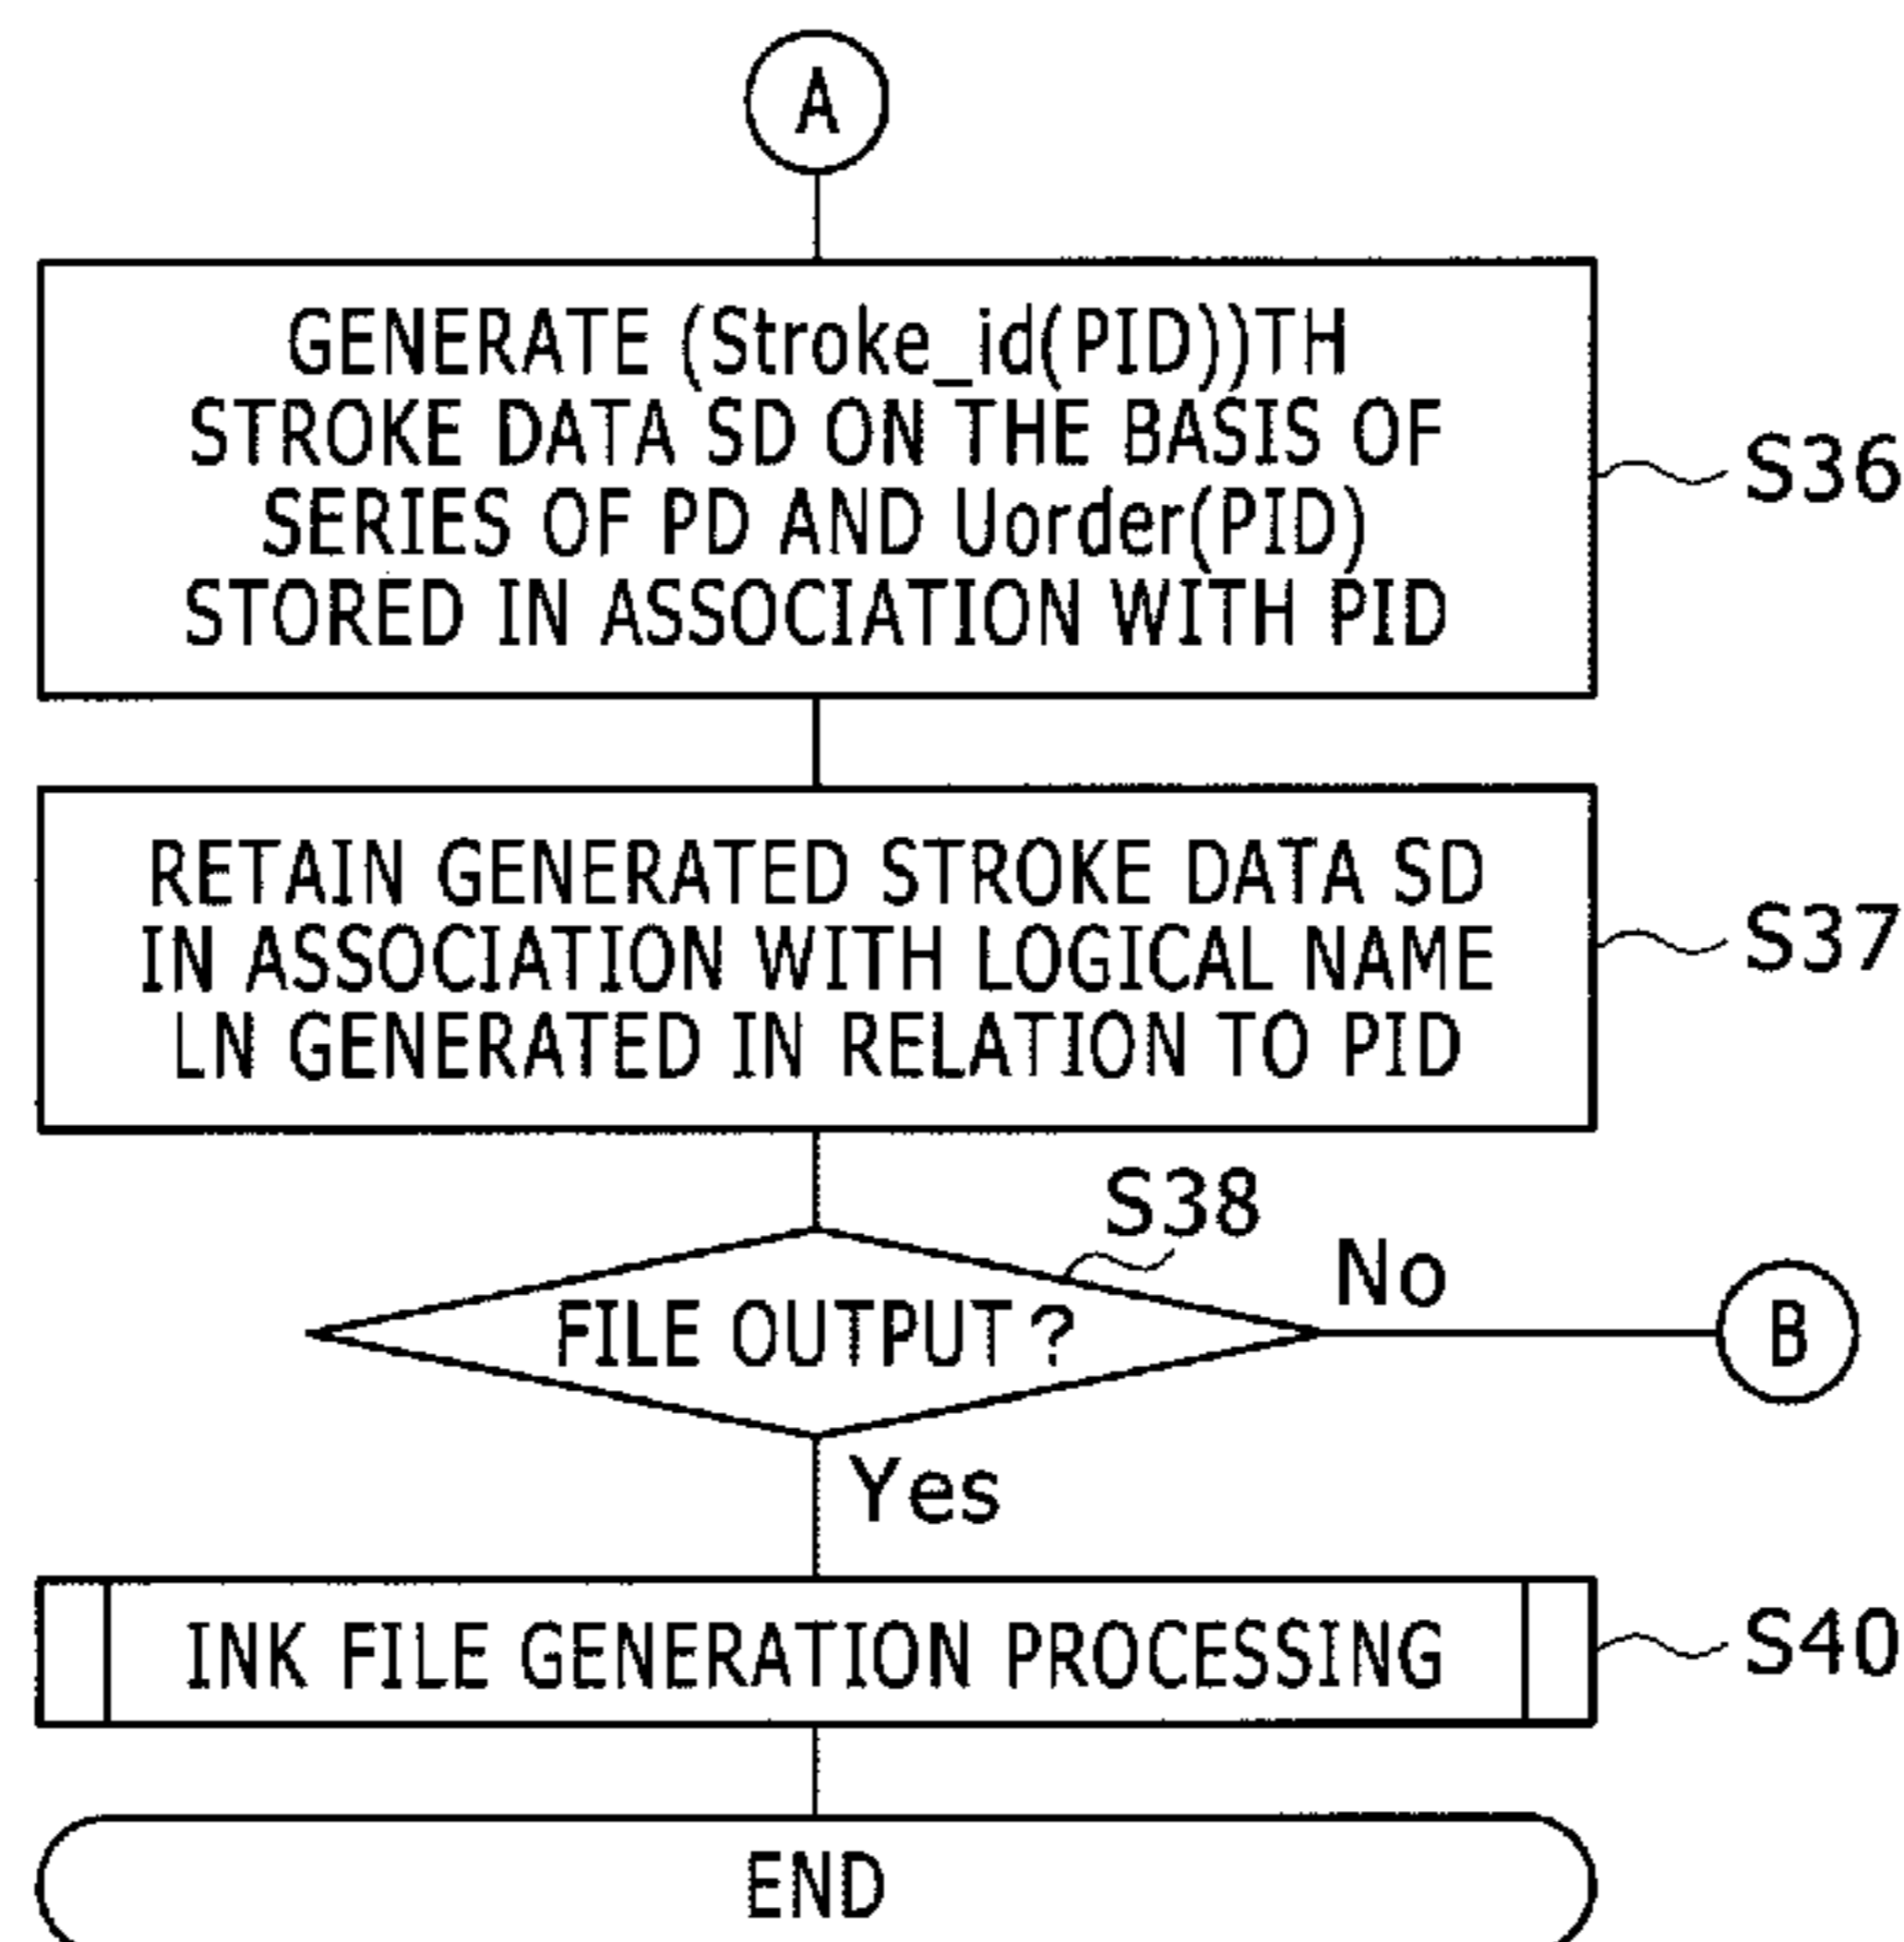 A
GENERATE (Stroke_id(PID))TH
STROKE DATA SD ON THE BASIS OF
SERIES OF PD AND Uorder(PID)
STORED IN ASSOCIATION WITH PID
S36
RETAIN GENERATED STROKE DATA SD
IN ASSOCIATION WITH LOGICAL NAME
LN GENERATED IN RELATION TO PID
S37
S38
FILE OUTPUT?
No
B
Yes
INK FILE GENERATION PROCESSING
S40
END